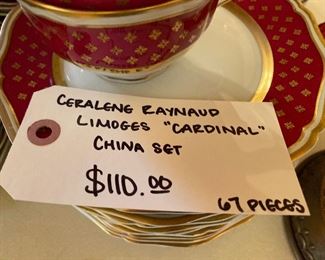 CERALENE RAYNAUD
LIMOGES "CARDINAL"
CHINA SET
$110.00
67 PIECES